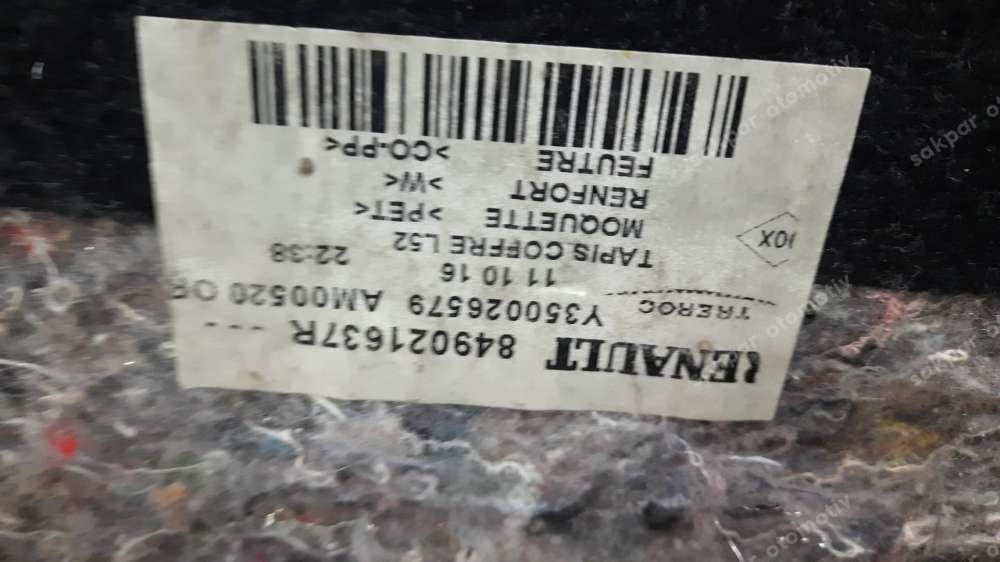 RENAULT 849021637R ---
TREROC Y350026579 AM00520 OR
11 10 16 22:38
TAPIS COFFRE L52
MOQUETTE >PET<
RENFORT >W<
FEUTRE >CO-PP<
10X
sakpar otomotiv